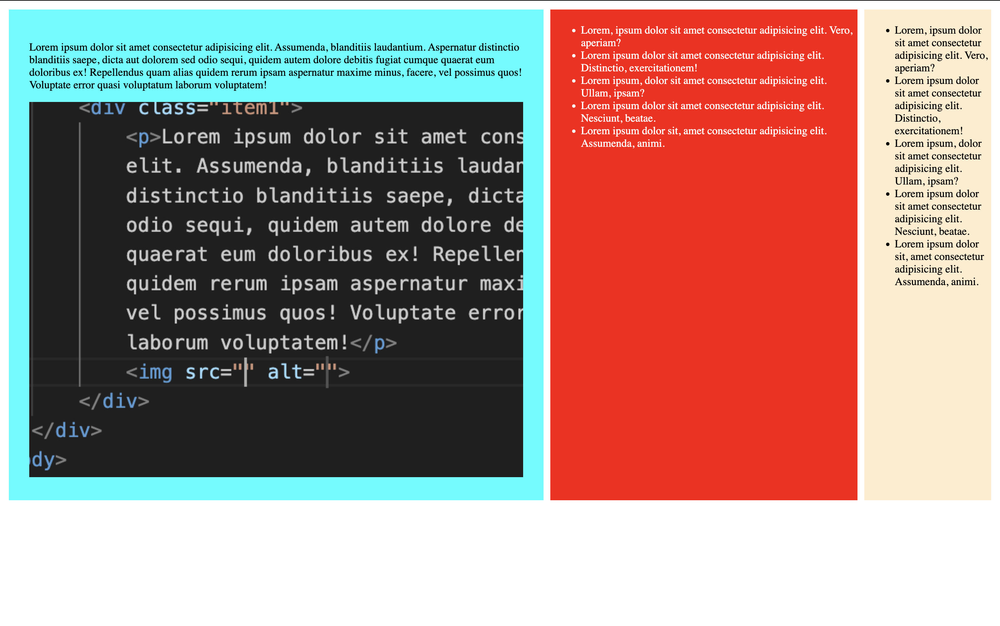 Lorem ipsum dolor sit amet consectetur adipisicing elit. Assumenda, blanditiis laudantium. Aspernatur distinctio
blanditiis saepe, dicta aut dolorem sed odio sequi, quidem autem dolore debitis fugiat cumque quaerat eum
doloribus ex! Repellendus quam alias quidem rerum ipsam aspernatur maxime minus, facere, vel possimus quos!
Voluptate error quasi voluptatum laborum voluptatem!
<div class="item1">
<p>Lorem ipsum dolor sit amet cons
elit. Assumenda, blanditiis laudan
distinctio blanditiis saepe, dicta
odio sequi, quidem autem dolore de
quaerat eum doloribus ex! Repellen
quidem rerum ipsam aspernatur maxi
vel possimus quos! Voluptate error
laborum voluptatem!</p>
<img src="" alt="">
</div>
</div>
dy>
Lorem, ipsum dolor sit amet consectetur adipisicing elit. Vero,
aperiam?
Lorem ipsum dolor sit amet consectetur adipisicing elit.
Distinctio, exercitationem!
Lorem ipsum, dolor sit amet consectetur adipisicing elit.
Ullam, ipsam?
Lorem ipsum dolor sit amet consectetur adipisicing elit.
Nesciunt, beatae.
Lorem ipsum dolor sit, amet consectetur adipisicing elit.
Assumenda, animi.
Lorem, ipsum dolor
sit amet consectetur
adipisicing elit. Vero,
aperiam?
Lorem ipsum dolor
sit amet consectetur
adipisicing elit.
Distinctio,
exercitationem!
Lorem ipsum, dolor
sit amet consectetur
adipisicing elit.
Ullam, ipsam?
Lorem ipsum dolor
sit amet consectetur
adipisicing elit.
Nesciunt, beatae.
Lorem ipsum dolor
sit, amet consectetur
adipisicing elit.
Assumenda, animi.